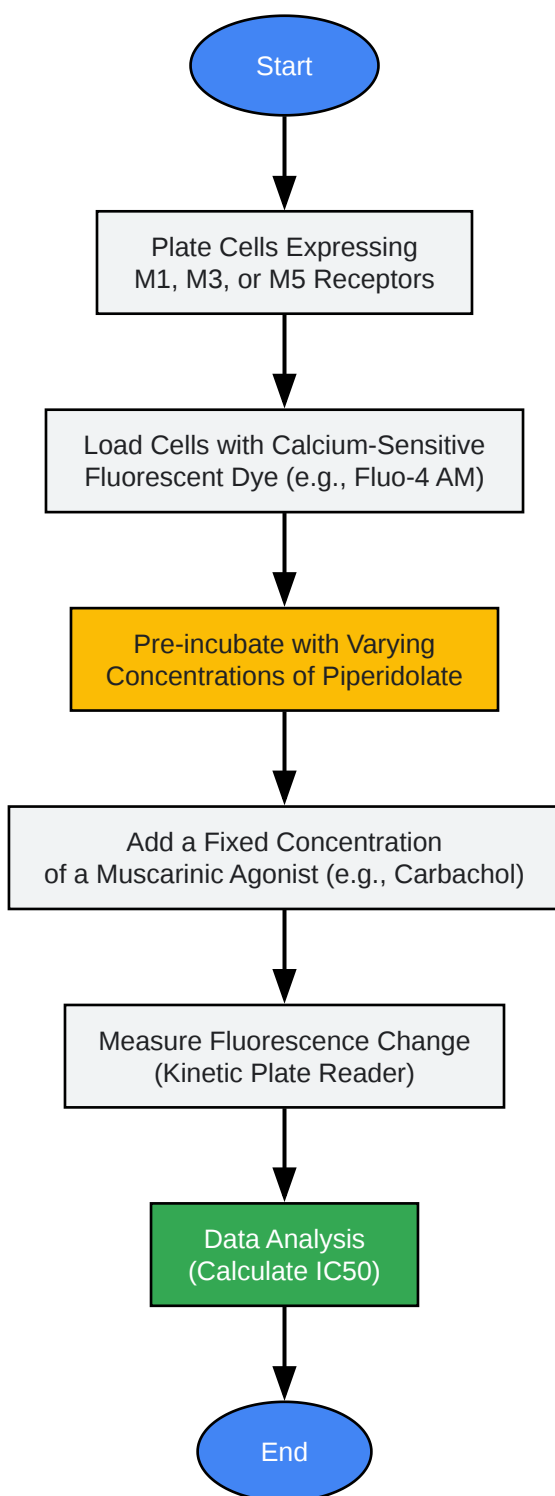 Start
Plate Cells Expressing
M1, M3, or M5 Receptors
Load Cells with Calcium-Sensitive
Fluorescent Dye (e.g., Fluo-4 AM)
Pre-incubate with Varying
Concentrations of Piperidolate
Add a Fixed Concentration
of a Muscarinic Agonist (e.g., Carbachol)
Measure Fluorescence Change
(Kinetic Plate Reader)
Data Analysis
(Calculate IC50)
End